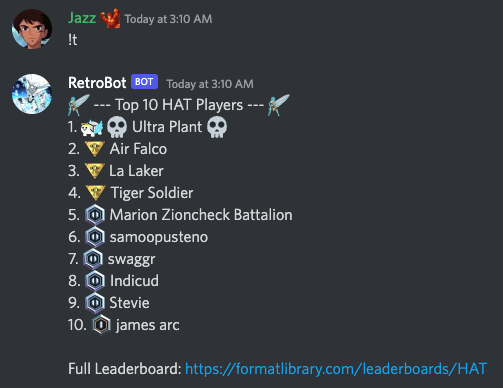 Jazz Today at 3:10 AM
!t
RetroBot BOT Today at 3:10 AM
--- Top 10 HAT Players ---
1. Ultra Plant
2. Air Falco
3. La Laker
4. Tiger Soldier
5. Marion Zioncheck Battalion
6. samoopusteno
7. swaggr
8. Indicud
9. Stevie
10. james arc
Full Leaderboard: https://formatlibrary.com/leaderboards/HAT